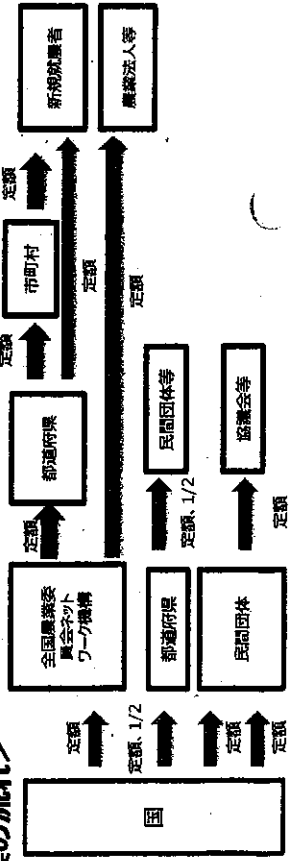 の流れ＞
国
定額
定額、1/2
定額
定額
全国農業委
員会ネット
ワーク機構
都道府県
民間団体
定額
都道府県
定額
市町村
定額
新規就農者
定額
定額
農業法人等
定額、1/2
民間団体等
定額
協議会等